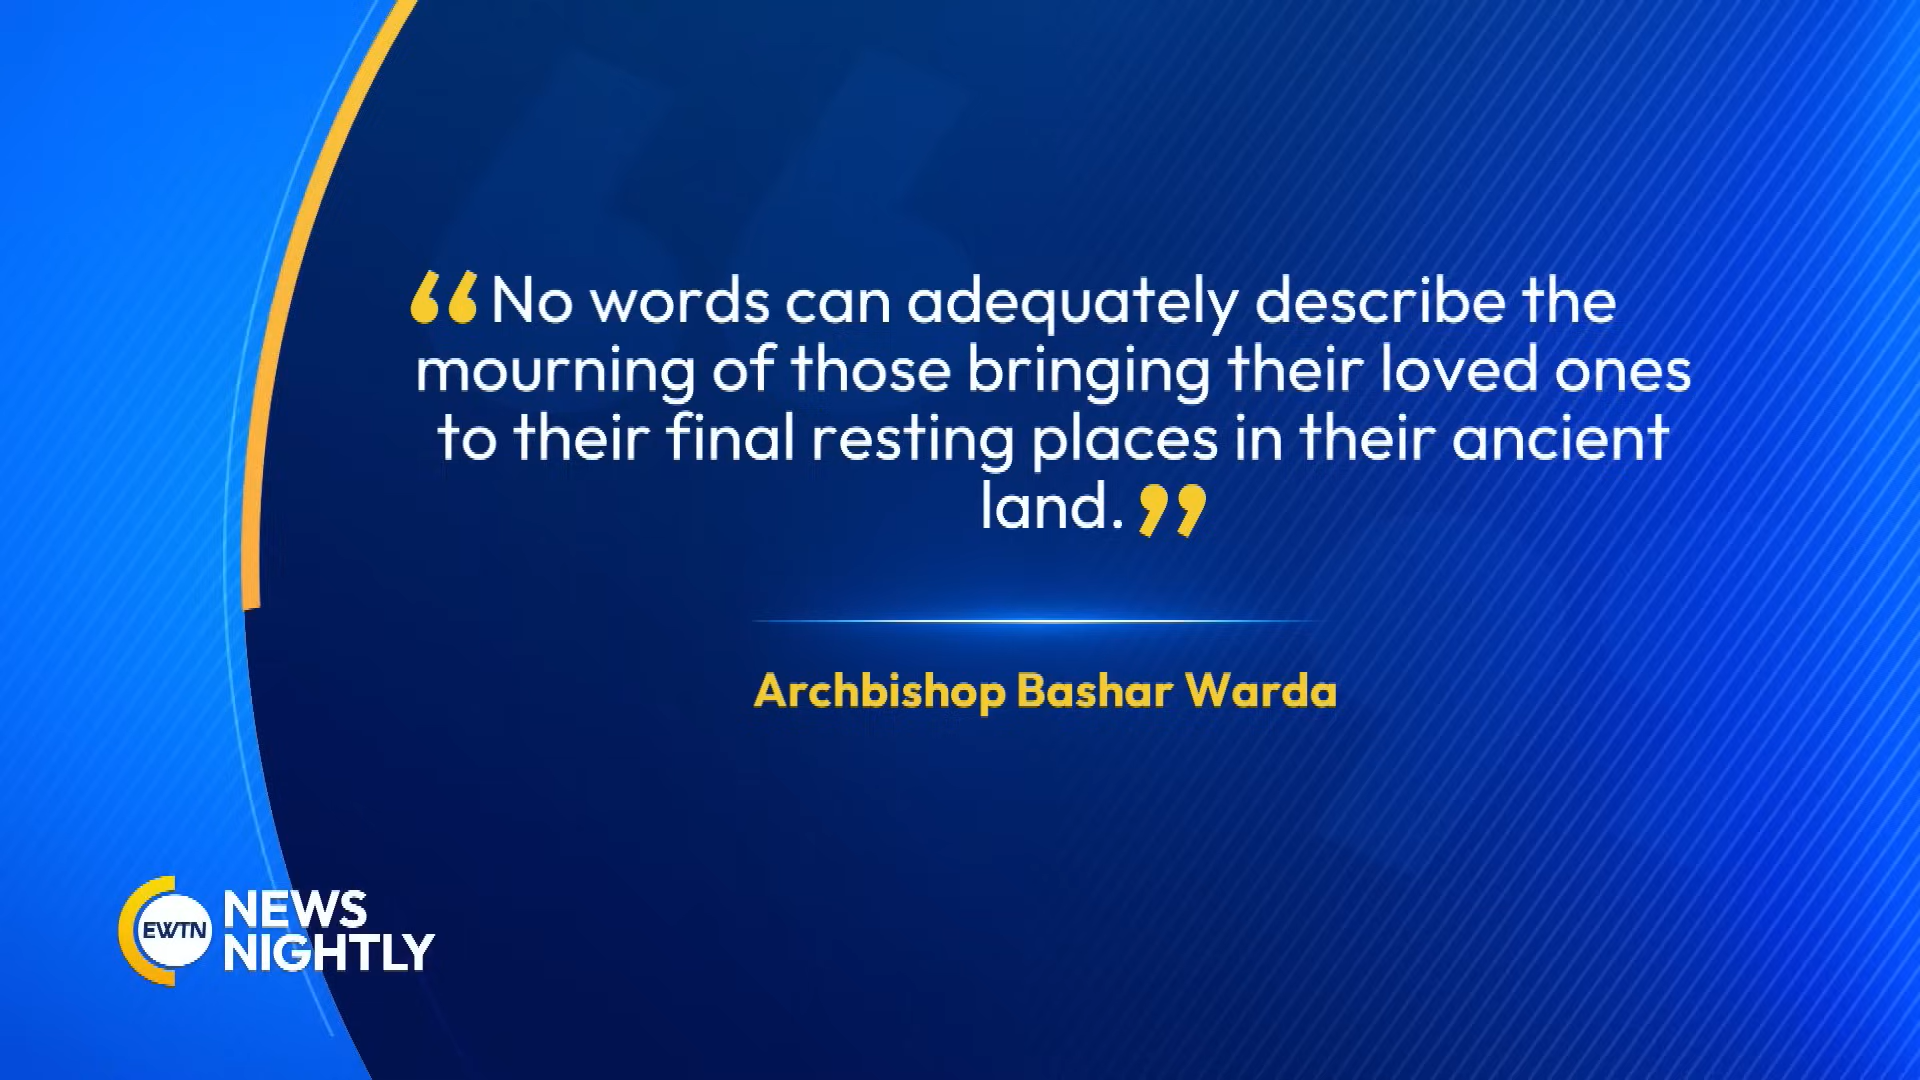 “No words can adequately describe the
mourning of those bringing their loved ones
to their final resting places in their ancient
land.”
Archbishop Bashar Warda
EWTN
NEWS
NIGHTLY